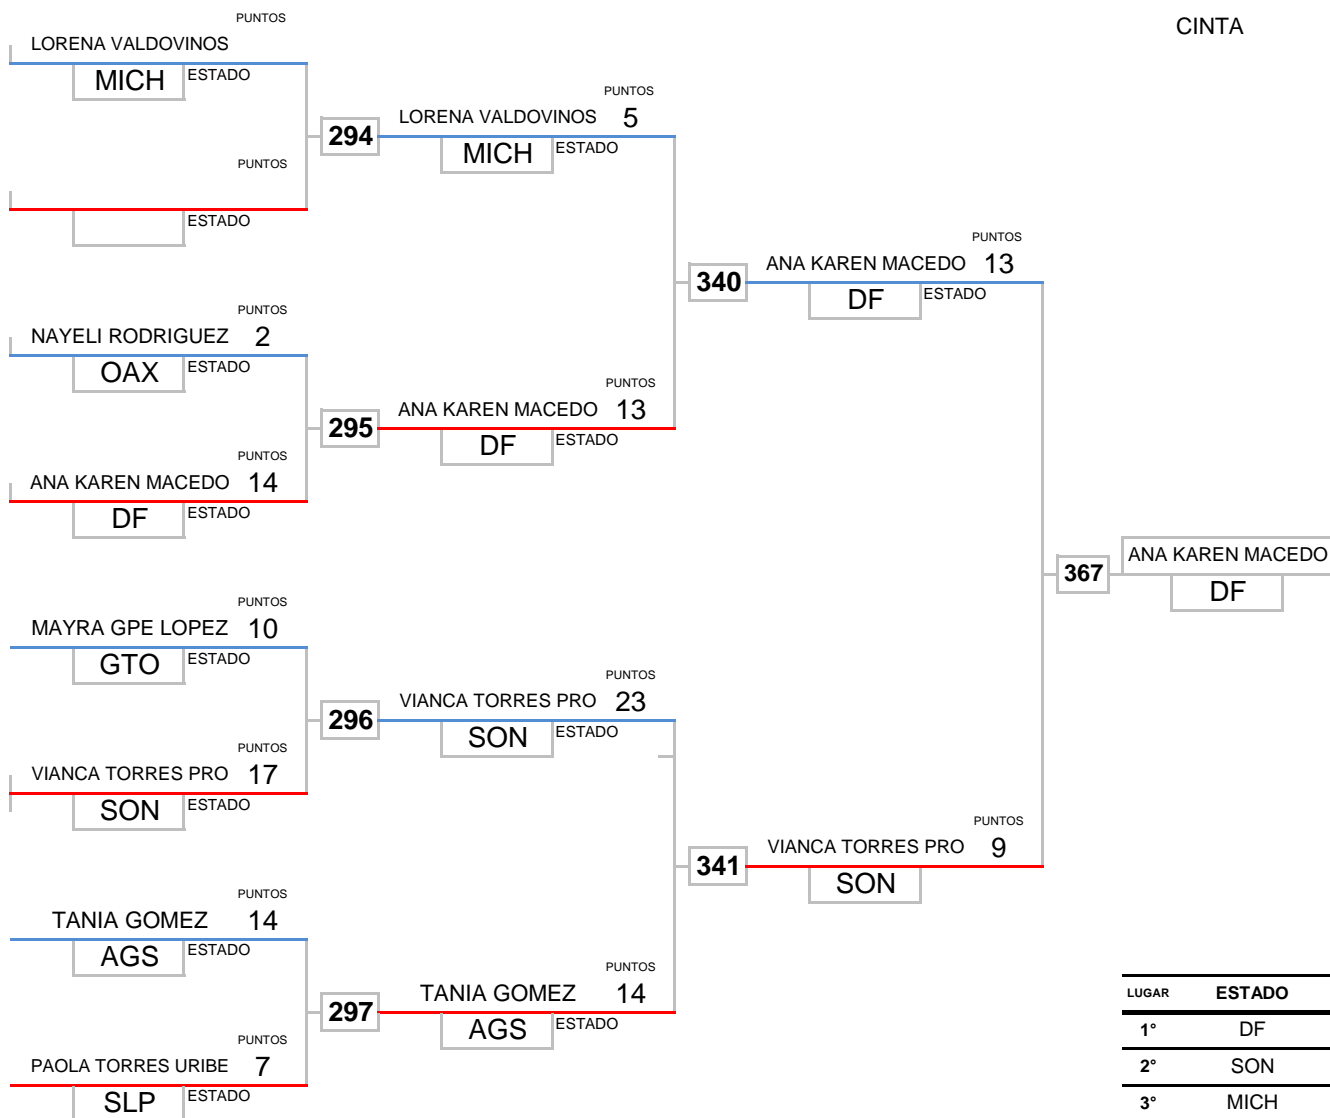 PUNTOS
CINTA
LORENA VALDOVINOS
MICH ESTADO
PUNTOS
LORENA VALDOVINOS 5
294
MICH ESTADO
PUNTOS
ESTADO
PUNTOS
ANA KAREN MACEDO 13
340
DF ESTADO
PUNTOS
NAYELI RODRIGUEZ 2
OAX ESTADO
PUNTOS
ANA KAREN MACEDO 13
295
DF ESTADO
PUNTOS
ANA KAREN MACEDO 14
DF ESTADO
ANA KAREN MACEDO
367
DF
PUNTOS
MAYRA GPE LOPEZ 10
GTO ESTADO
PUNTOS
VIANCA TORRES PRO 23
296
SON ESTADO
PUNTOS
VIANCA TORRES PRO 17
SON ESTADO
PUNTOS
VIANCA TORRES PRO 9
341
SON
PUNTOS
TANIA GOMEZ 14
AGS ESTADO
PUNTOS
TANIA GOMEZ 14
297
AGS ESTADO
PUNTOS
PAOLA TORRES URIBE 7
SLP ESTADO
LUGAR ESTADO
1° DF
2° SON
3° MICH